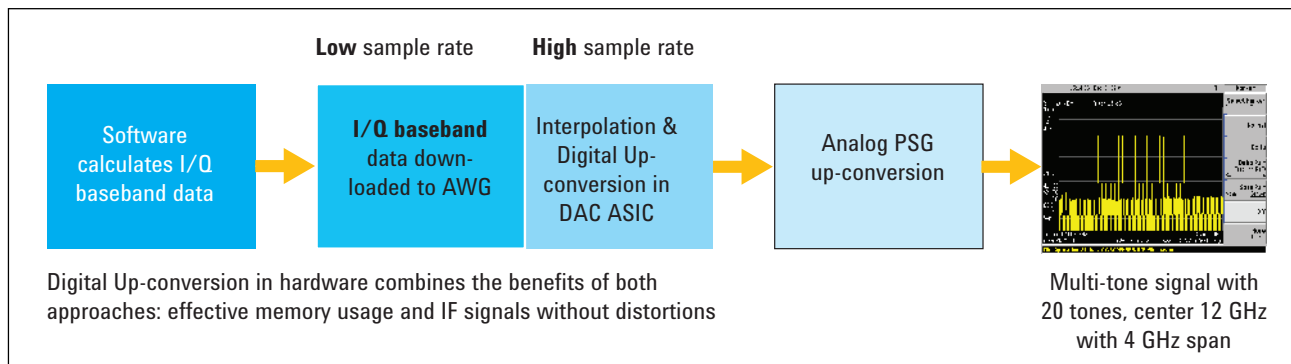 Low sample rate
High sample rate
Software
calculates I/Q
baseband data
I/Q baseband
data down-
loaded to AWG
Interpolation &
Digital Up-
conversion in
DAC ASIC
Analog PSG
up-conversion
Digital Up-conversion in hardware combines the benefits of both
approaches: effective memory usage and IF signals without distortions
Multi-tone signal with
20 tones, center 12 GHz
with 4 GHz span